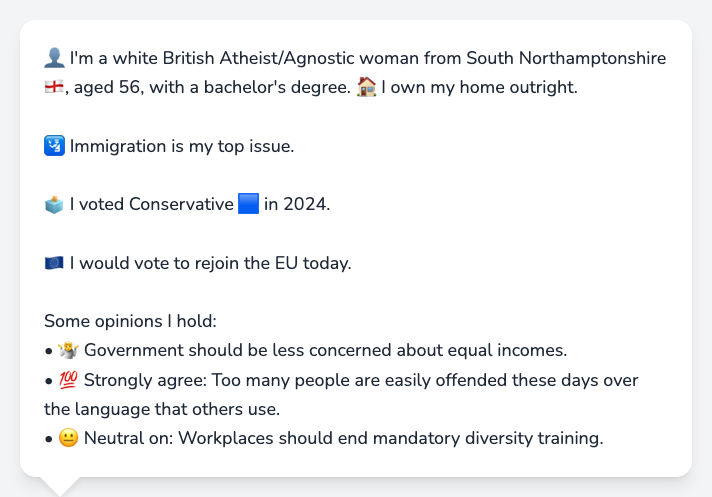 👤 I'm a white British Atheist/Agnostic woman from South Northamptonshire
🏴󠁧󠁢󠁥󠁮󠁧󠁿, aged 56, with a bachelor's degree. 🏠 I own my home outright.
🛂 Immigration is my top issue.
🗳️ I voted Conservative 🟦 in 2024.
🇪🇺 I would vote to rejoin the EU today.
Some opinions I hold:
• 🤷 Government should be less concerned about equal incomes.
• 💯 Strongly agree: Too many people are easily offended these days over
the language that others use.
• 😐 Neutral on: Workplaces should end mandatory diversity training.